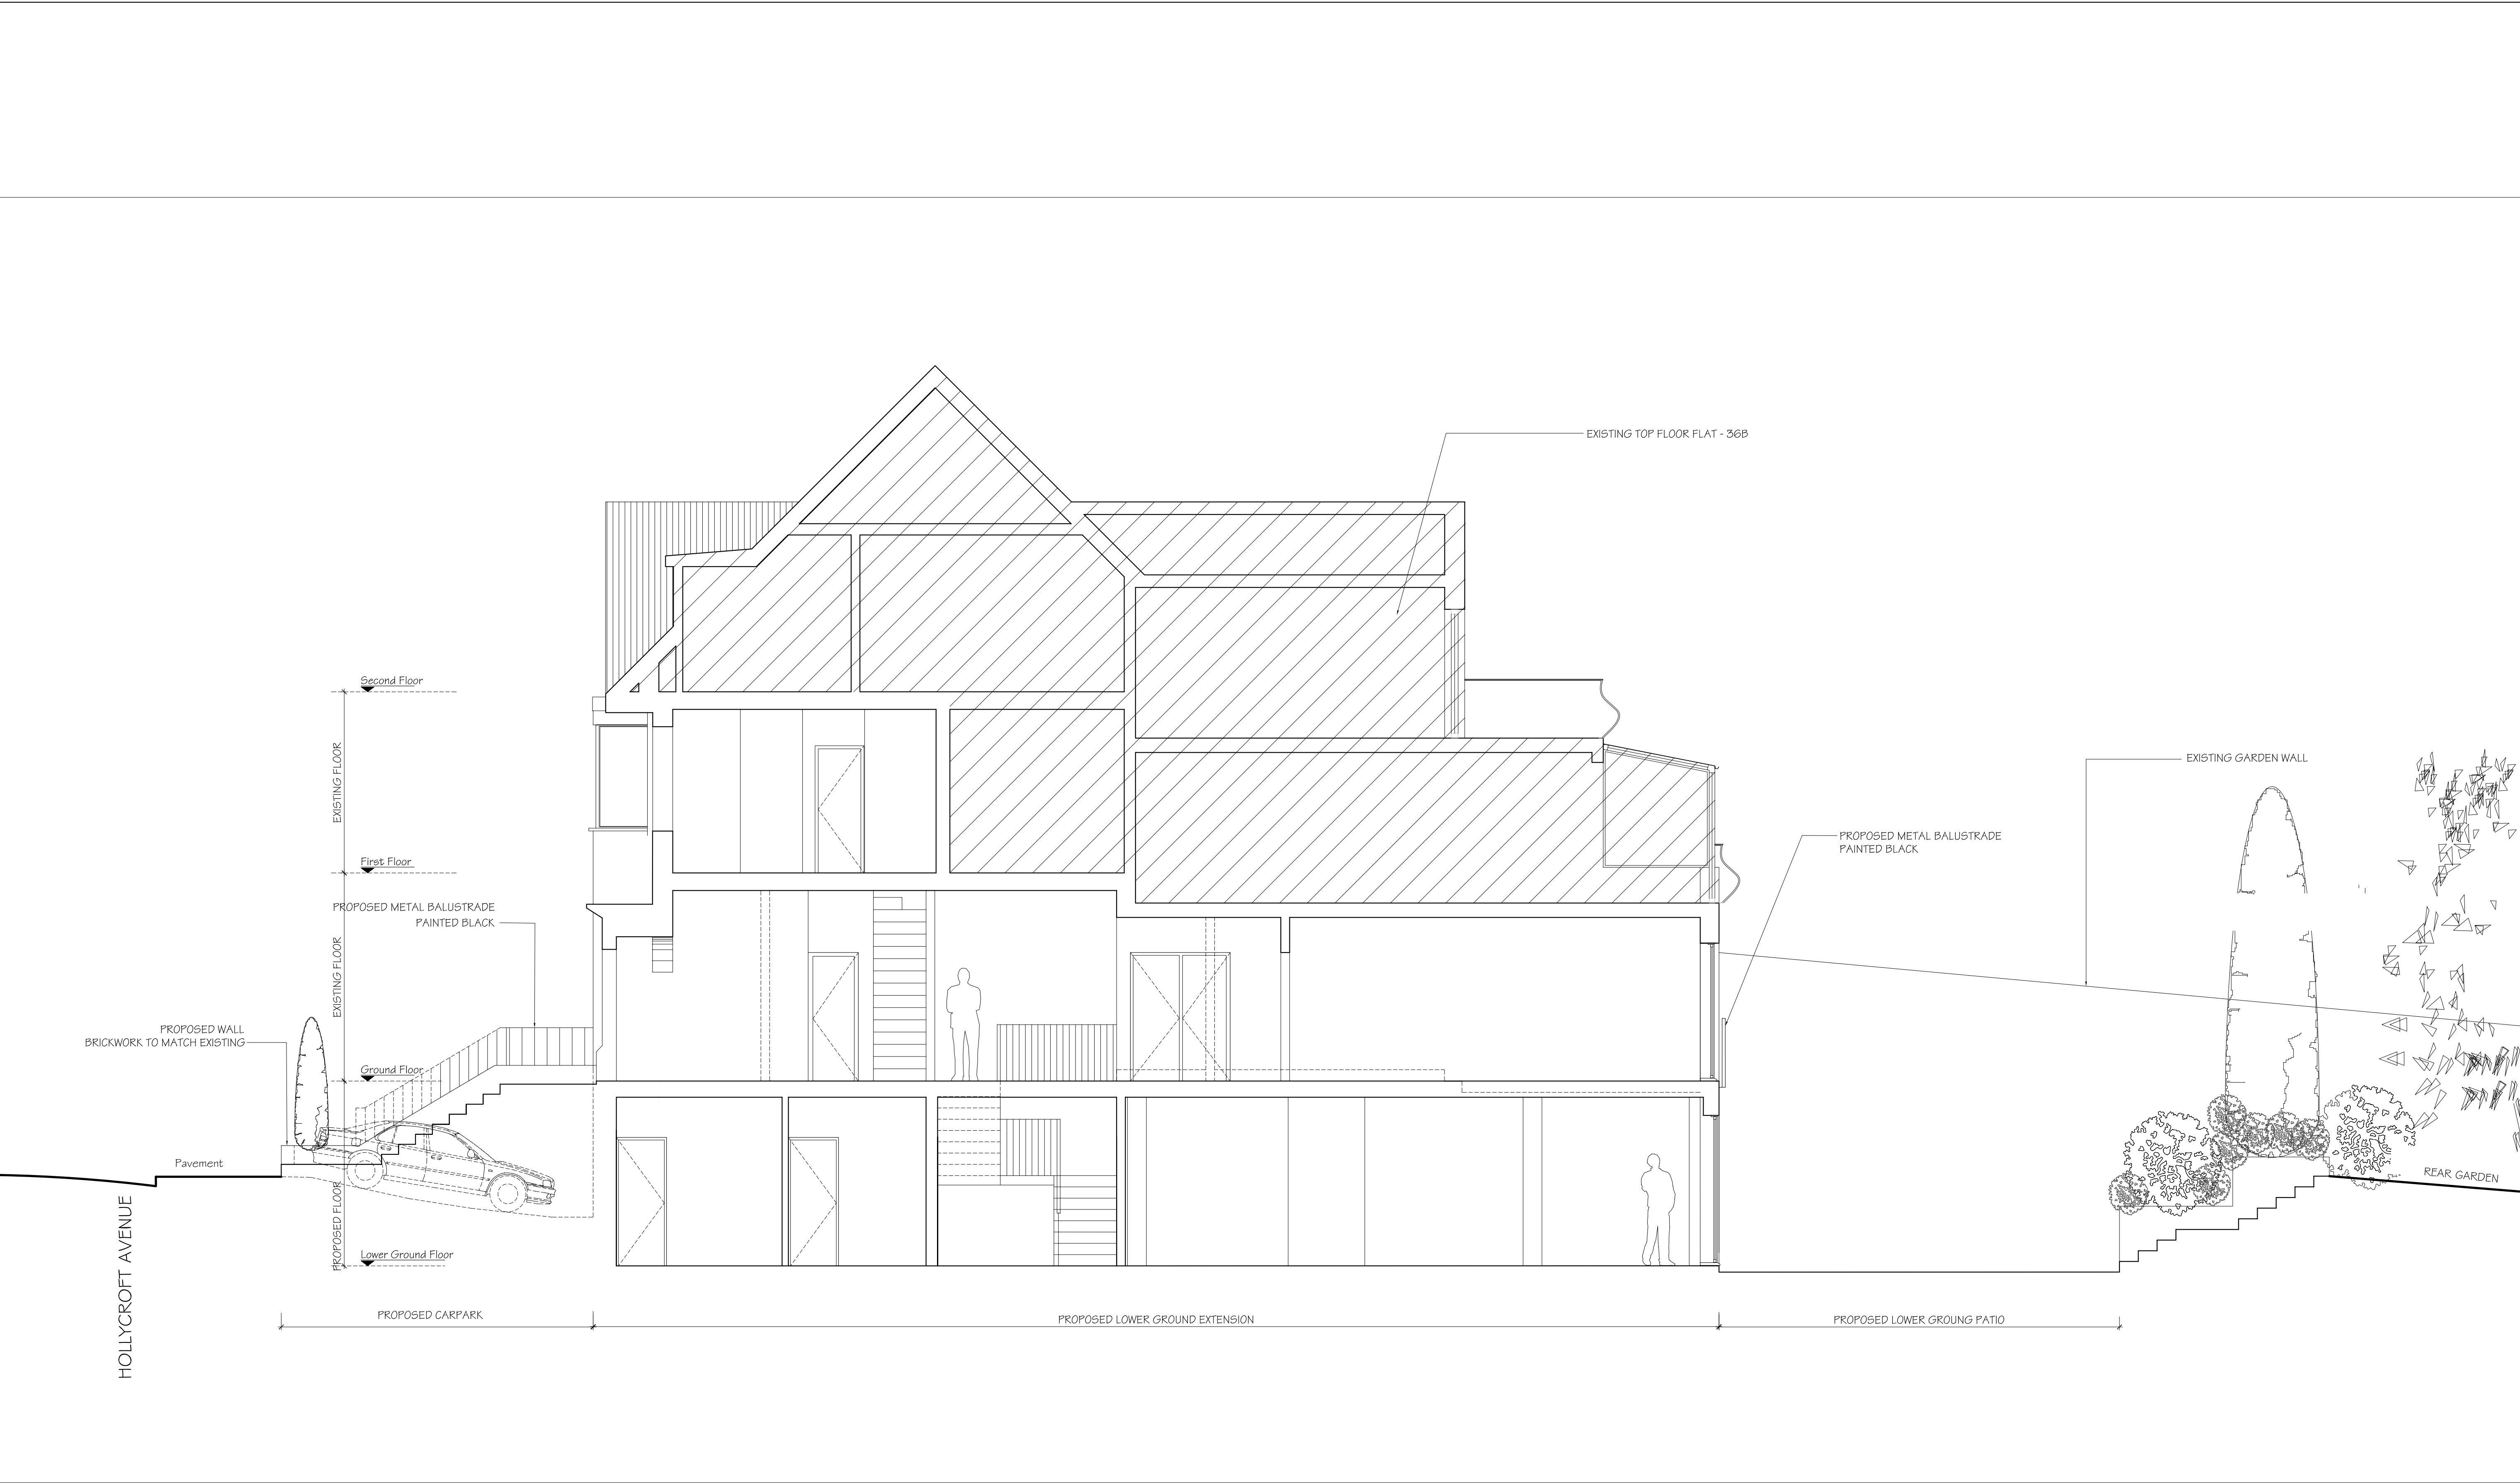 EXISTING TOP FLOOR FLAT - 36B
Second Floor
EXISTING FLOOR
EXISTING GARDEN WALL
PROPOSED METAL BALUSTRADE
PAINTED BLACK
First Floor
PROPOSED METAL BALUSTRADE
PAINTED BLACK
EXISTING FLOOR
PROPOSED WALL
BRICKWORK TO MATCH EXISTING
Ground Floor
Pavement
REAR GARDEN
PROPOSED FLOOR
HOLLYCROFT AVENUE
Lower Ground Floor
PROPOSED CARPARK
PROPOSED LOWER GROUND EXTENSION
PROPOSED LOWER GROUNG PATIO